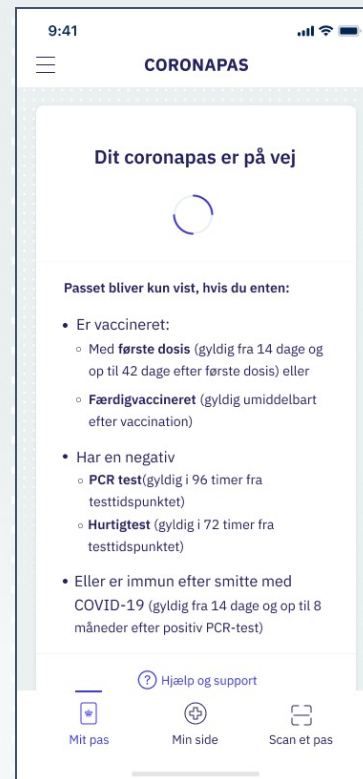 9:41
CORONAPAS
Dit coronapas er på vej
Passet bliver kun vist, hvis du enten:
• Er vaccineret:
◦ Med første dosis (gyldig fra 14 dage og
op til 42 dage efter første dosis) eller
◦ Færdigvaccineret (gyldig umiddelbart
efter vaccination)
• Har en negativ
◦ PCR test(gyldig i 96 timer fra
testtidspunktet)
◦ Hurtigtest (gyldig i 72 timer fra
testtidspunktet)
• Eller er immun efter smitte med
COVID-19 (gyldig fra 14 dage og op til 8
måneder efter positiv PCR-test)
? Hjælp og support
Mit pas
Min side
Scan et pas